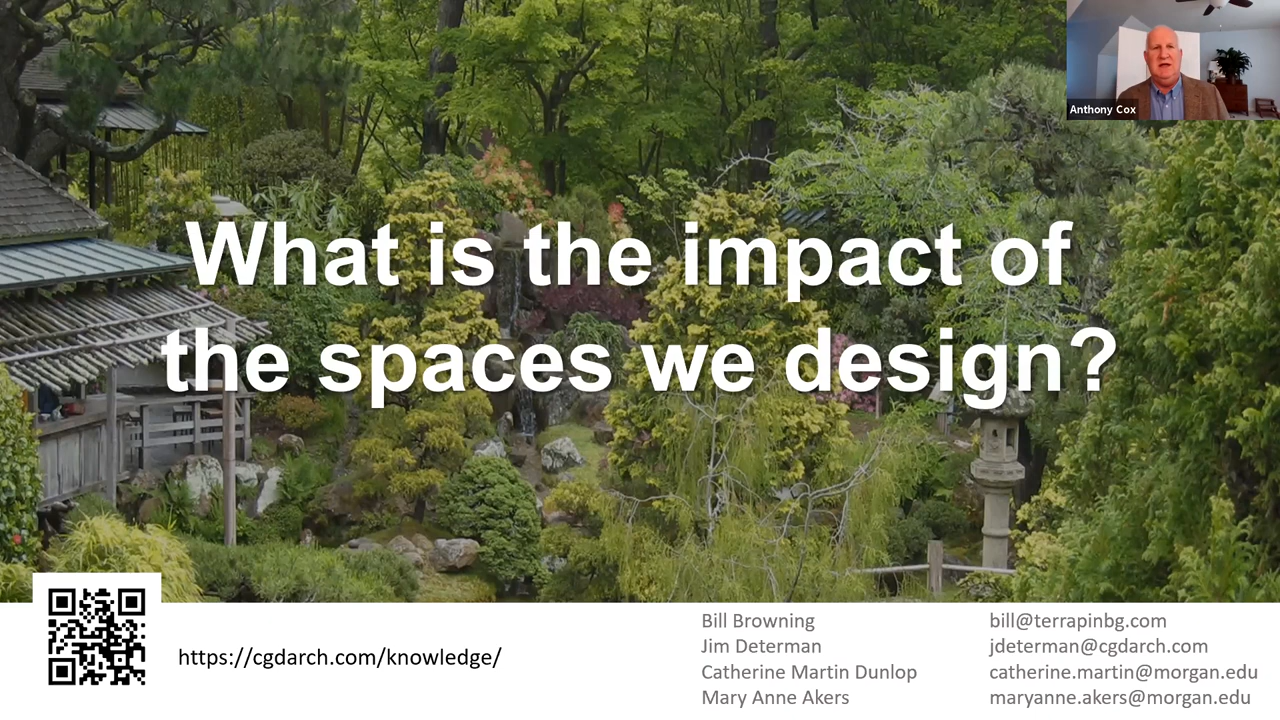 Anthony Cox
What is the impact of
the spaces we design?
https://cgdarch.com/knowledge/
Bill Browning
Jim Determan
Catherine Martin Dunlop
Mary Anne Akers
bill@terrapinbg.com
jdeterman@cgdarch.com
catherine.martin@morgan.edu
maryanne.akers@morgan.edu